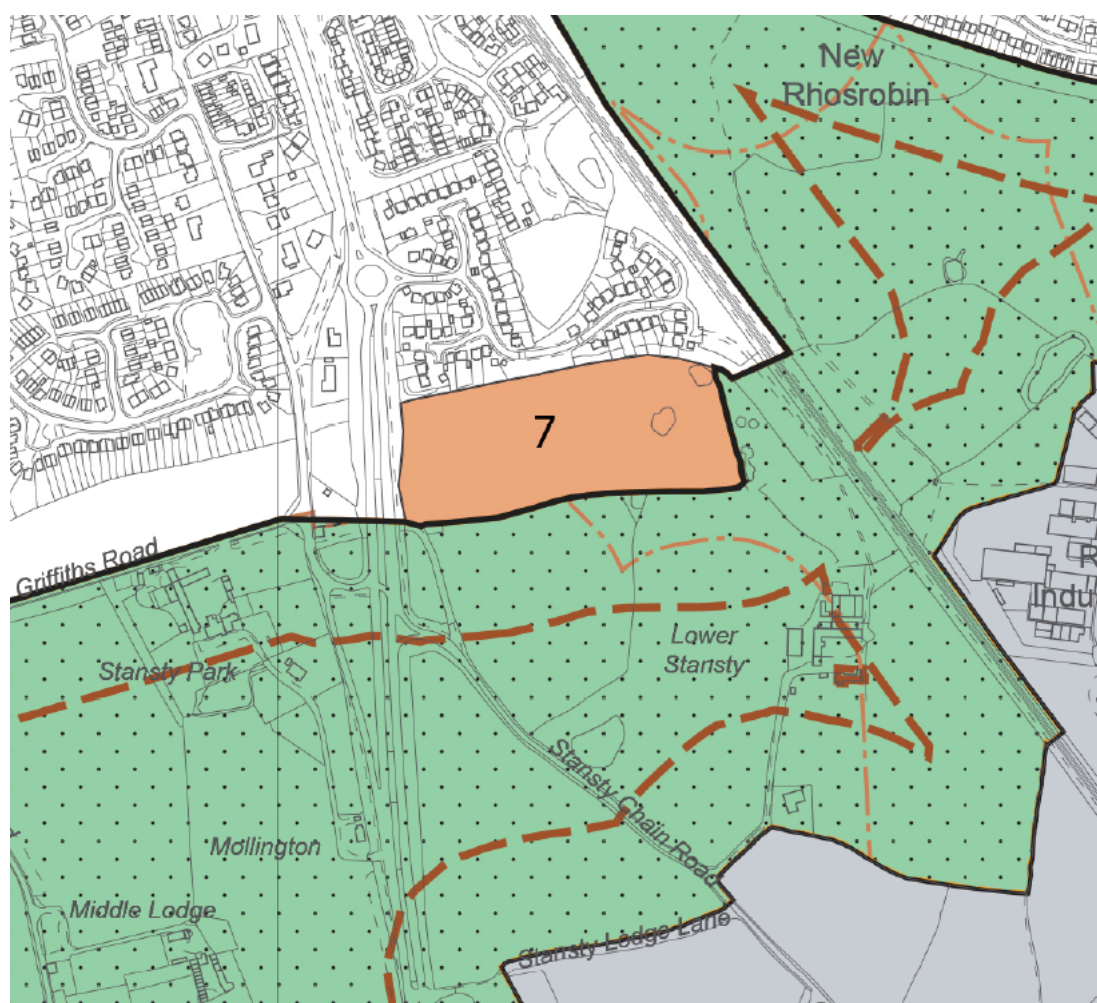 New
Rhosrobin
7
Griffiths Road
Lower
Stansty
Stansty Park
Stansty Chain Road
Mollington
Middle Lodge
Stansty Lodge Lane